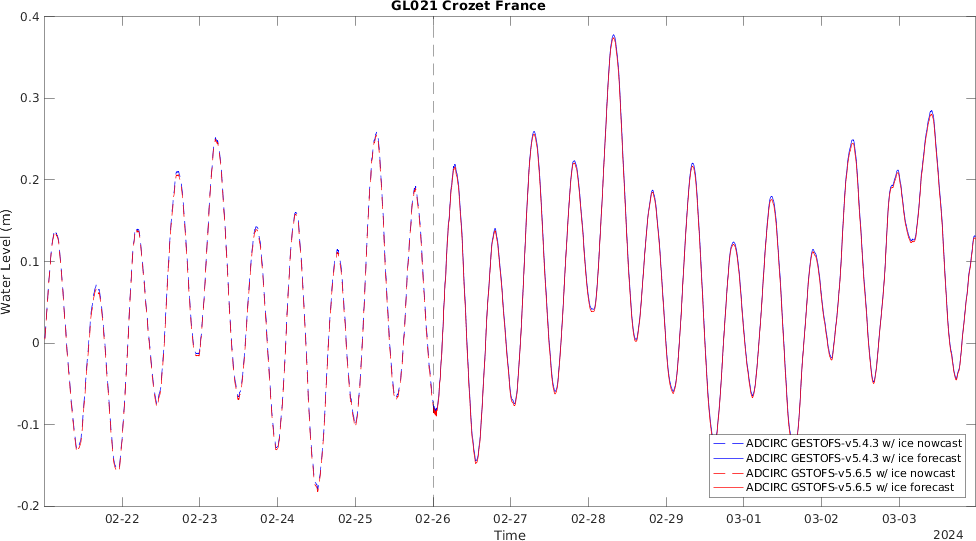 GL021 Crozet France
0.4
0.3
0.2
0.1
0
-0.1
-0.2
Water Level (m)
ADCIRC GESTOFS-v5.4.3 w/ ice nowcast
ADCIRC GESTOFS-v5.4.3 w/ ice forecast
ADCIRC GSTOFS-v5.6.5 w/ ice nowcast
ADCIRC GSTOFS-v5.6.5 w/ ice forecast
02-22 02-23 02-24 02-25 02-26 02-27 02-28 02-29 03-01 03-02 03-03
Time
2024